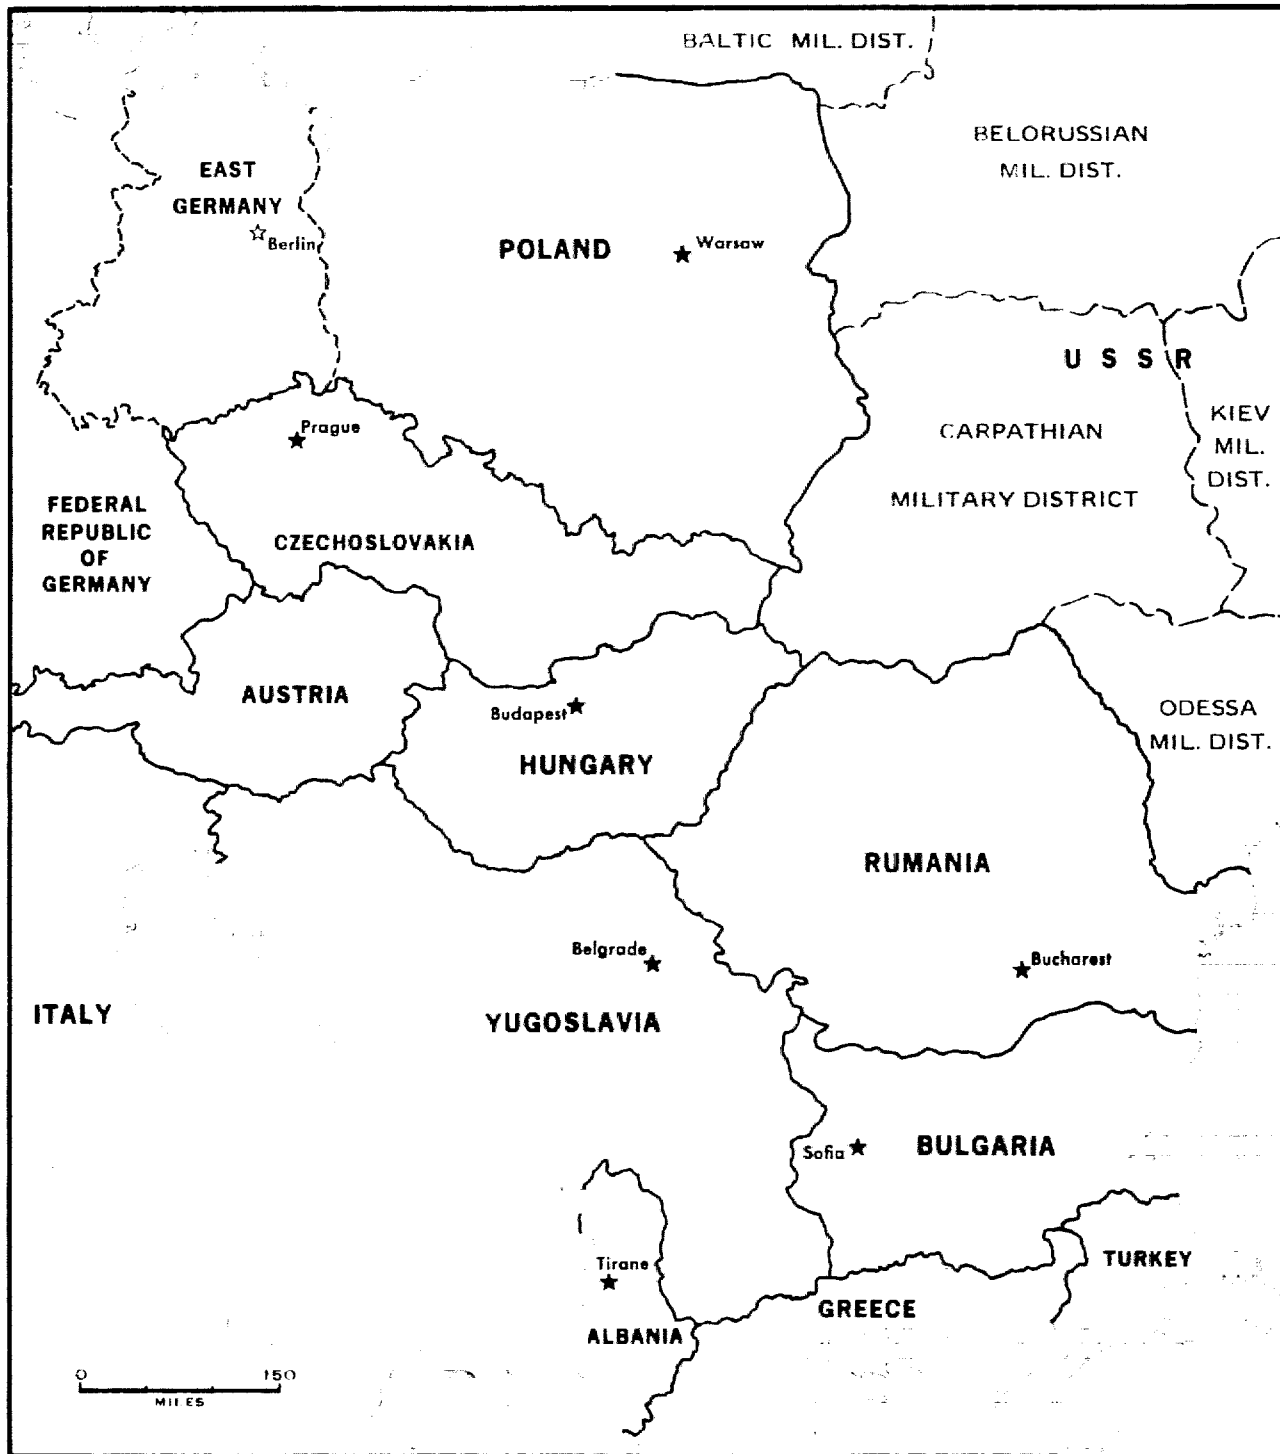 BALTIC MIL. DIST.
BELORUSSIAN
MIL. DIST.
EAST
GERMANY
Berlin
POLAND
Warsaw
U S S R
CARPATHIAN
MILITARY DISTRICT
KIEV
MIL.
DIST.
Prague
FEDERAL
REPUBLIC
OF
GERMANY
CZECHOSLOVAKIA
AUSTRIA
Budapest
HUNGARY
ODESSA
MIL. DIST.
RUMANIA
Belgrade
Bucharest
ITALY
YUGOSLAVIA
Sofia
BULGARIA
Tirane
TURKEY
GREECE
ALBANIA
0 150
MILES